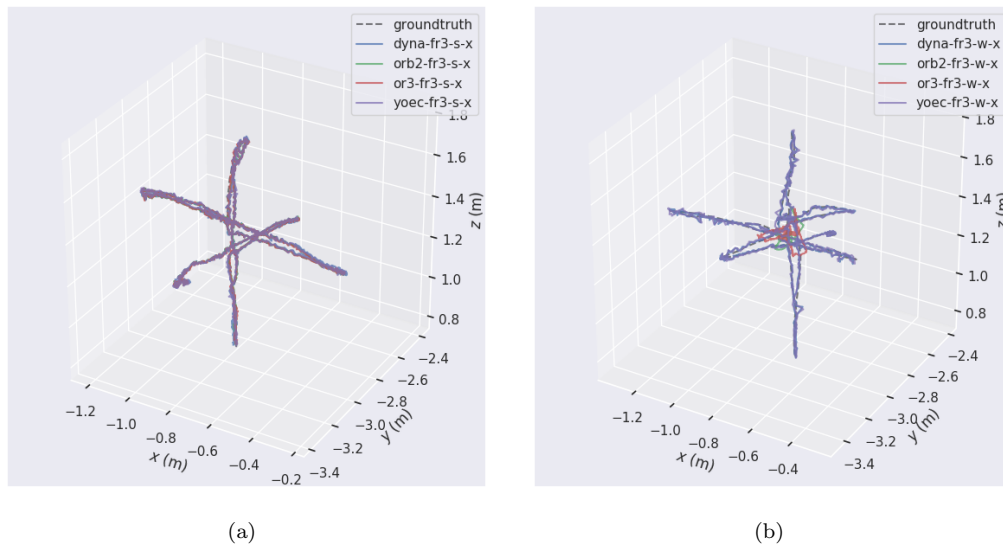 groundtruth
dyna-fr3-s-x
orb2-fr3-s-x
or3-fr3-s-x
yoec-fr3-s-x
1.8
1.6
1.4
1.2
1.0
0.8
z (m)
−2.4
−2.6
−2.8
−3.0
−3.2
−3.4
y (m)
−1.2
−1.0
−0.8
−0.6
−0.4
−0.2
x (m)
(a)
groundtruth
dyna-fr3-w-x
orb2-fr3-w-x
or3-fr3-w-x
yoec-fr3-w-x
1.8
1.6
1.4
1.2
1.0
0.8
z (m)
−2.4
−2.6
−2.8
−3.0
−3.2
−3.4
y (m)
−1.2
−1.0
−0.8
−0.6
−0.4
x (m)
(b)